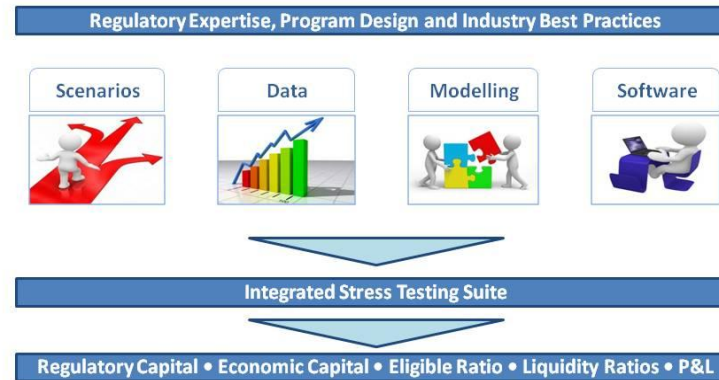 Regulatory Expertise, Program Design and Industry Best Practices
Scenarios
Data
Modelling
Software
Integrated Stress Testing Suite
Regulatory Capital • Economic Capital • Eligible Ratio • Liquidity Ratios • P&L